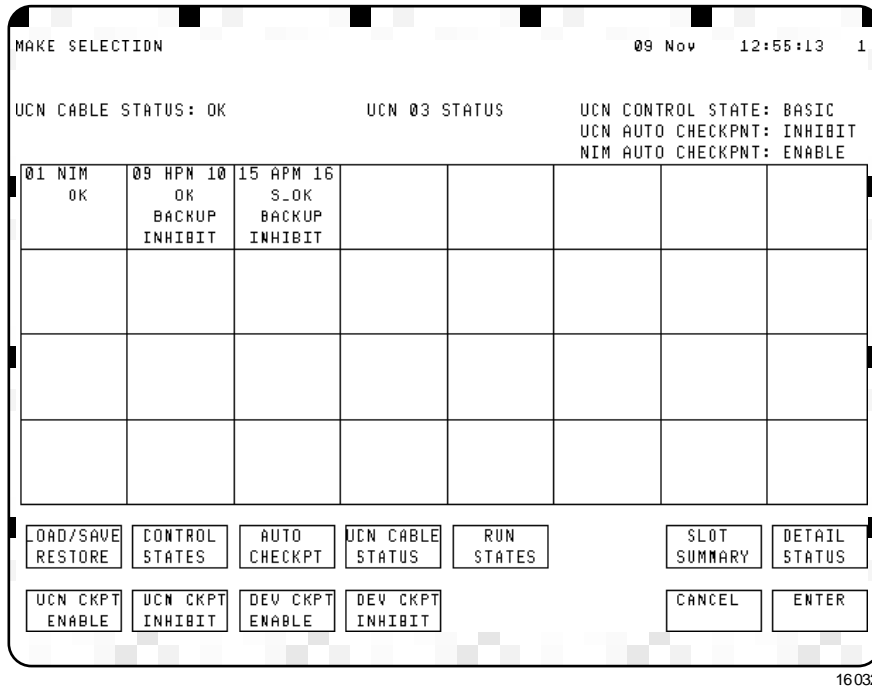 MAKE SELECTION 09 Nov 12:55:13 1
UCN CABLE STATUS: OK UCN 03 STATUS UCN CONTROL STATE: BASIC
UCN AUTO CHECKPNT: INHIBIT
NIM AUTO CHECKPNT: ENABLE
01 NIM 09 HPN 10 15 APM 16
OK OK S_OK
BACKUP BACKUP
INHIBIT INHIBIT
LOAD/SAVE CONTROL AUTO UCN CABLE RUN SLOT DETAIL
RESTORE STATES CHECKPT STATUS STATES SUMMARY STATUS
UCN CKPT UCN CKPT DEV CKPT DEV CKPT CANCEL ENTER
ENABLE INHIBIT ENABLE INHIBIT